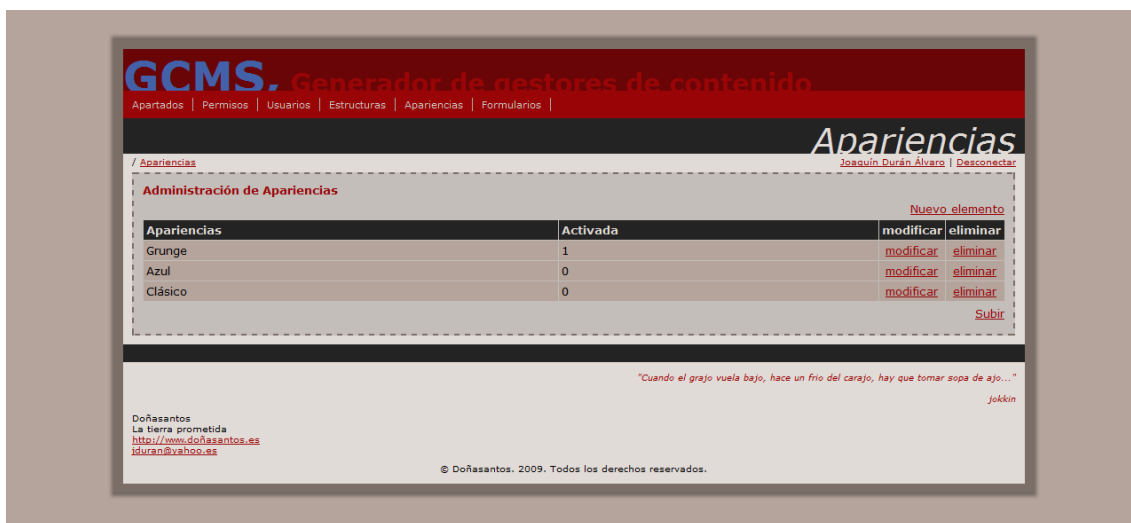 GCMS. Generador de gestores de contenido
Apartados | Permisos | Usuarios | Estructuras | Apariencias | Formularios |
Apariencias
/ Apariencias Joaquín Durán Álvaro | Desconectar
Administración de Apariencias
Nuevo elemento
Apariencias Activada modificar eliminar
Grunge 1 modificar eliminar
Azul 0 modificar eliminar
Clásico 0 modificar eliminar
Subir
"Cuando el grajo vuela bajo, hace un frio del carajo, hay que tomar sopa de ajo..."
jokkin
Doñasantos
La tierra prometida
http://www.doñasantos.es
jduran@yahoo.es
© Doñasantos. 2009. Todos los derechos reservados.